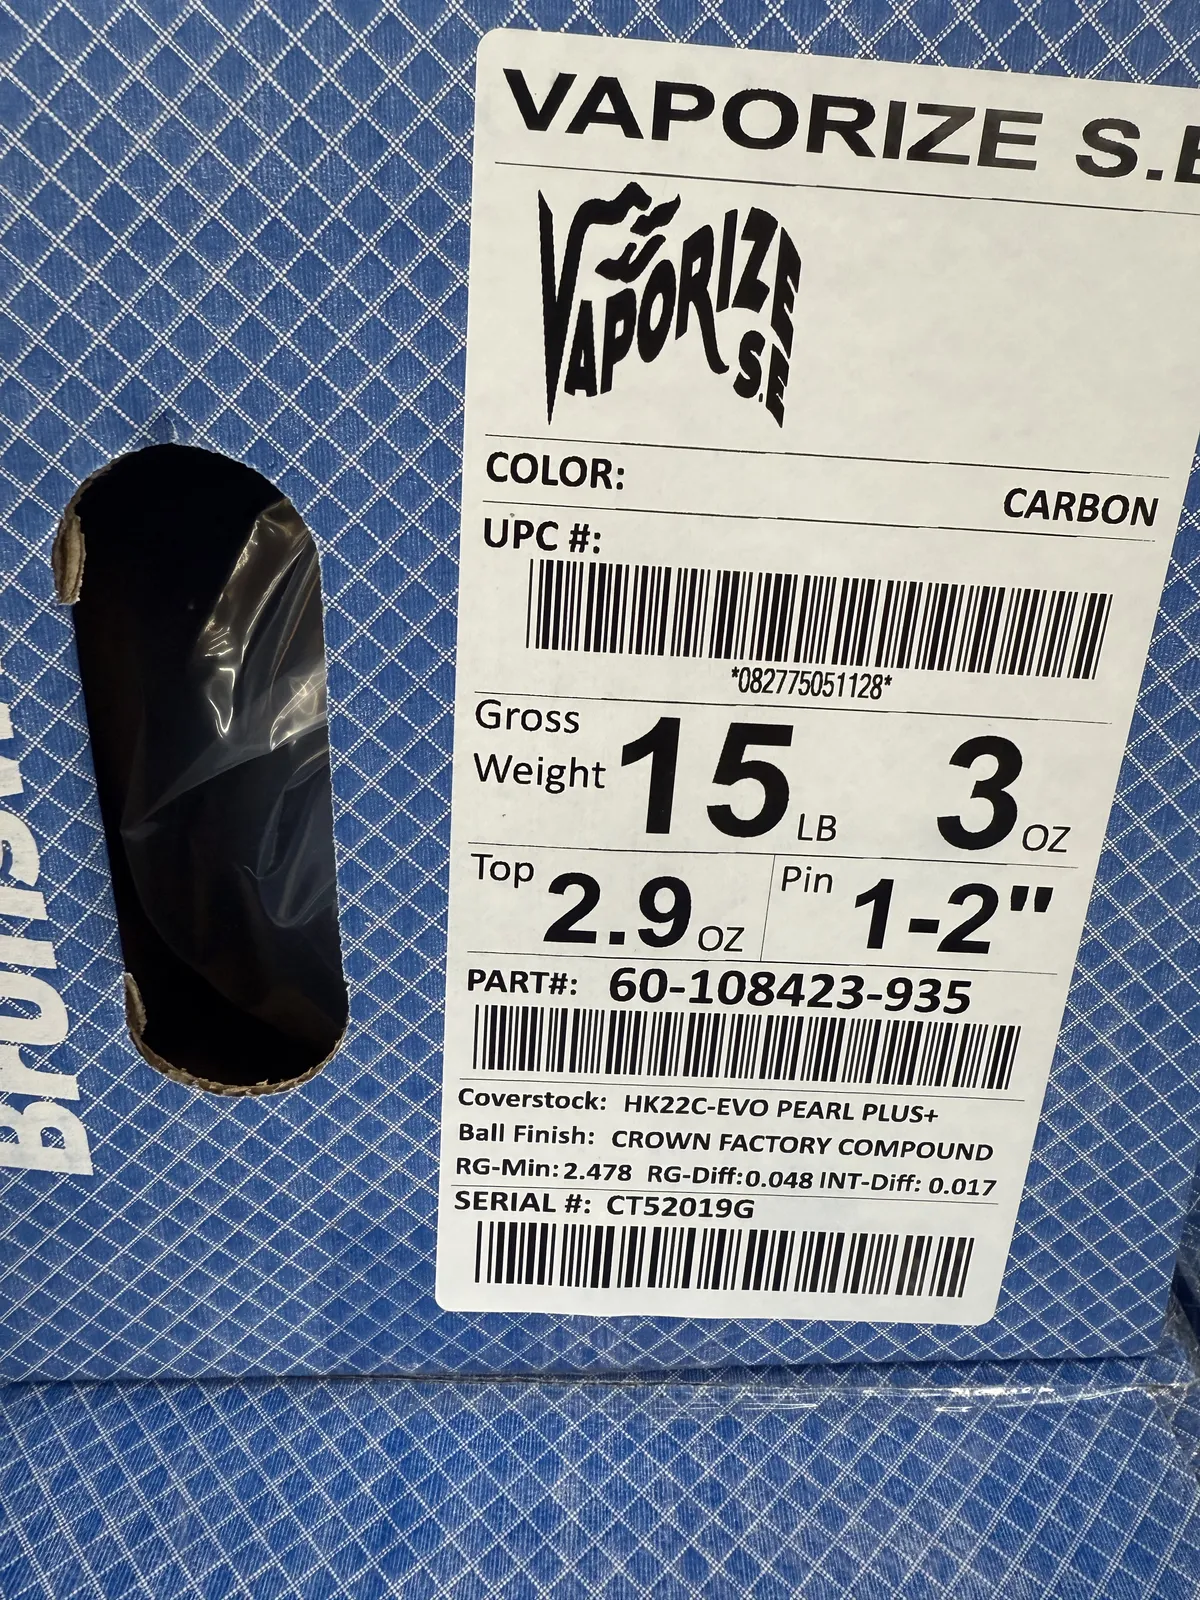 VAPORIZE S.E
VAPORIZE
S.E
COLOR: CARBON
UPC #:
*082775051128*
Gross
Weight 15 LB 3 OZ
Top 2.9 OZ Pin 1-2"
PART#: 60-108423-935
Coverstock: HK22C-EVO PEARL PLUS+
Ball Finish: CROWN FACTORY COMPOUND
RG-Min: 2.478 RG-Diff: 0.048 INT-Diff: 0.017
SERIAL #: CT52019G